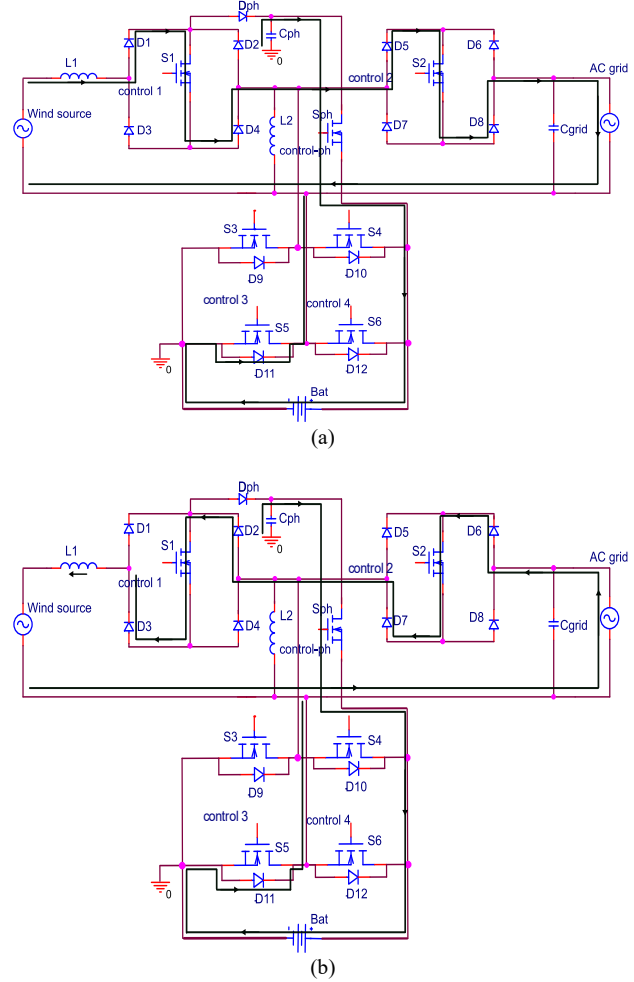 Dph
D1
S1
D2
Cph
D5
D6
L1
0
S2
AC grid
control 1
control 2
Wind source
Sph
D3
D4
L2
D7
D8
Cgrid
control-ph
S3
S4
D9
D10
control 3
control 4
S5
S6
0
D11
D12
Bat
(a)
Dph
D1
S1
D2
Cph
D5
D6
L1
0
S2
AC grid
control 1
control 2
Wind source
Sph
D3
D4
L2
D7
D8
Cgrid
control-ph
S3
S4
D9
D10
control 3
control 4
S5
S6
0
D11
D12
Bat
(b)